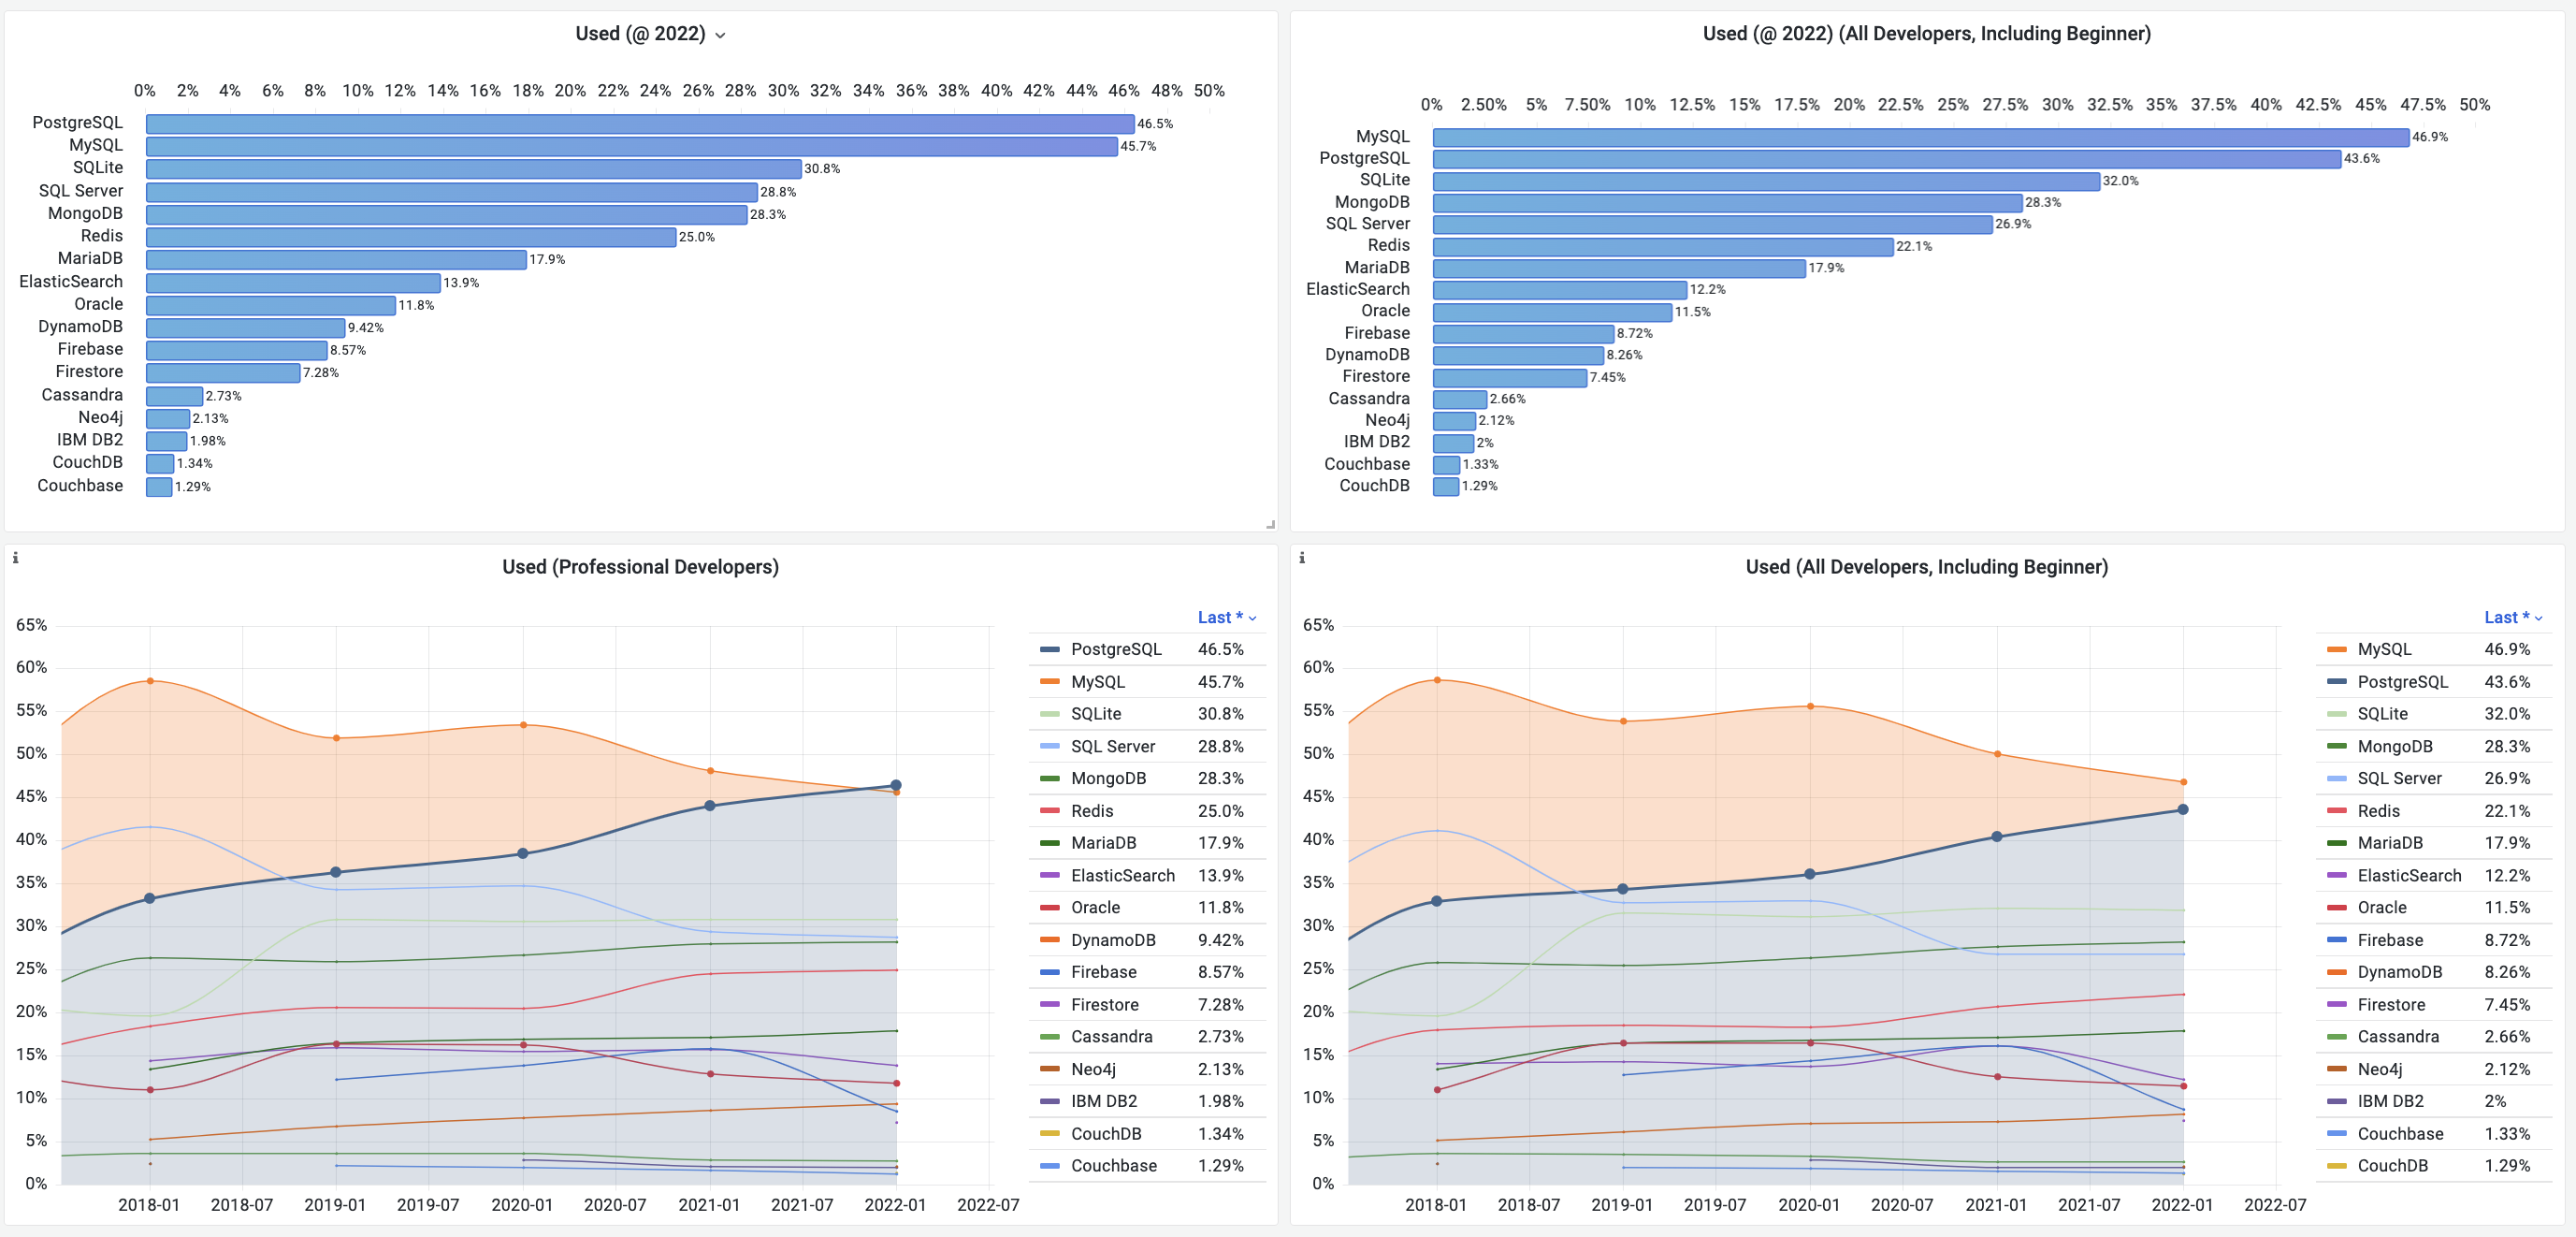 Used (@ 2022)
0% 2% 4% 6% 8% 10% 12% 14% 16% 18% 20% 22% 24% 26% 28% 30% 32% 34% 36% 38% 40% 42% 44% 46% 48% 50%
PostgreSQL 46.5%
MySQL 45.7%
SQLite 30.8%
SQL Server 28.8%
MongoDB 28.3%
Redis 25.0%
MariaDB 17.9%
ElasticSearch 13.9%
Oracle 11.8%
DynamoDB 9.42%
Firebase 8.57%
Firestore 7.28%
Cassandra 2.73%
Neo4j 2.13%
IBM DB2 1.98%
CouchDB 1.34%
Couchbase 1.29%
Used (@ 2022) (All Developers, Including Beginner)
0% 2.50% 5% 7.50% 10% 12.5% 15% 17.5% 20% 22.5% 25% 27.5% 30% 32.5% 35% 37.5% 40% 42.5% 45% 47.5% 50%
MySQL 46.9%
PostgreSQL 43.6%
SQLite 32.0%
MongoDB 28.3%
SQL Server 26.9%
Redis 22.1%
MariaDB 17.9%
ElasticSearch 12.2%
Oracle 11.5%
Firebase 8.72%
DynamoDB 8.26%
Firestore 7.45%
Cassandra 2.66%
Neo4j 2.12%
IBM DB2 2%
Couchbase 1.33%
CouchDB 1.29%
i
Used (Professional Developers)
65%
60%
55%
50%
45%
40%
35%
30%
25%
20%
15%
10%
5%
0%
2018-01 2018-07 2019-01 2019-07 2020-01 2020-07 2021-01 2021-07 2022-01 2022-07
Last *
PostgreSQL 46.5%
MySQL 45.7%
SQLite 30.8%
SQL Server 28.8%
MongoDB 28.3%
Redis 25.0%
MariaDB 17.9%
ElasticSearch 13.9%
Oracle 11.8%
DynamoDB 9.42%
Firebase 8.57%
Firestore 7.28%
Cassandra 2.73%
Neo4j 2.13%
IBM DB2 1.98%
CouchDB 1.34%
Couchbase 1.29%
i
Used (All Developers, Including Beginner)
65%
60%
55%
50%
45%
40%
35%
30%
25%
20%
15%
10%
5%
0%
2018-01 2018-07 2019-01 2019-07 2020-01 2020-07 2021-01 2021-07 2022-01 2022-07
Last *
MySQL 46.9%
PostgreSQL 43.6%
SQLite 32.0%
MongoDB 28.3%
SQL Server 26.9%
Redis 22.1%
MariaDB 17.9%
ElasticSearch 12.2%
Oracle 11.5%
Firebase 8.72%
DynamoDB 8.26%
Firestore 7.45%
Cassandra 2.66%
Neo4j 2.12%
IBM DB2 2%
Couchbase 1.33%
CouchDB 1.29%